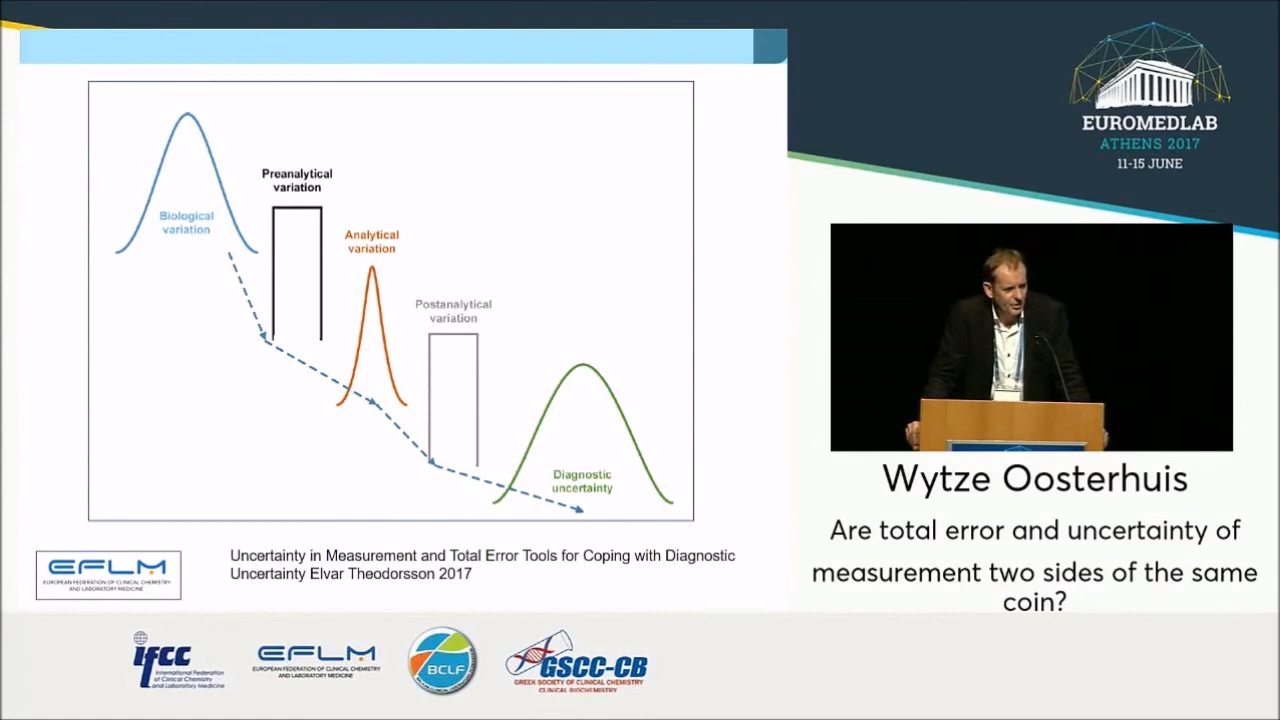 Biological
variation
Preanalytical
variation
Analytical
variation
Postanalytical
variation
Diagnostic
uncertainty
EFLM
EUROPEAN FEDERATION OF CLINICAL CHEMISTRY
AND LABORATORY MEDICINE
Uncertainty in Measurement and Total Error Tools for Coping with Diagnostic
Uncertainty Elvar Theodorsson 2017
EUROMEDLAB
ATHENS 2017
11-15 JUNE
Wytze Oosterhuis
Are total error and uncertainty of
measurement two sides of the same
coin?
ifcc
International Federation
of Clinical Chemistry
and Laboratory Medicine
EFLM
EUROPEAN FEDERATION OF CLINICAL CHEMISTRY
AND LABORATORY MEDICINE
BCLF
GSCC-CB
GREEK SOCIETY OF CLINICAL CHEMISTRY
CLINICAL BIOCHEMISTRY